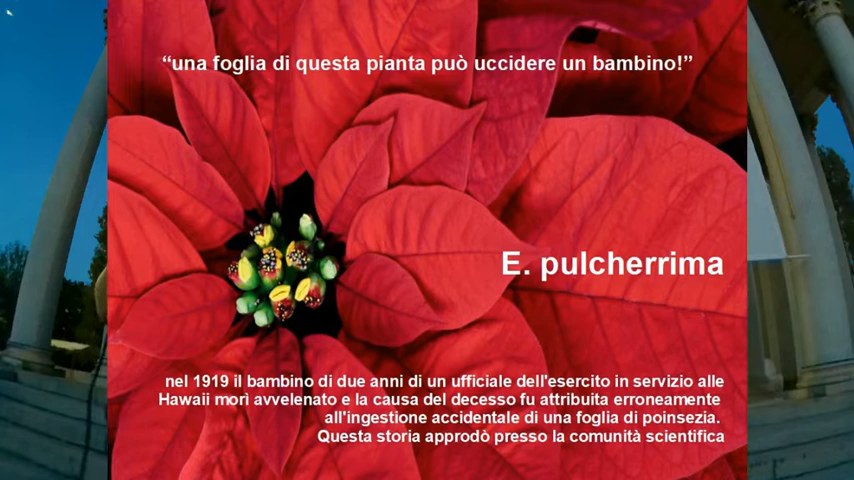 “una foglia di questa pianta può uccidere un bambino!”
E. pulcherrima
nel 1919 il bambino di due anni di un ufficiale dell'esercito in servizio alle
Hawaii morì avvelenato e la causa del decesso fu attribuita erroneamente
all'ingestione accidentale di una foglia di poinsezia.
Questa storia approdò presso la comunità scientifica